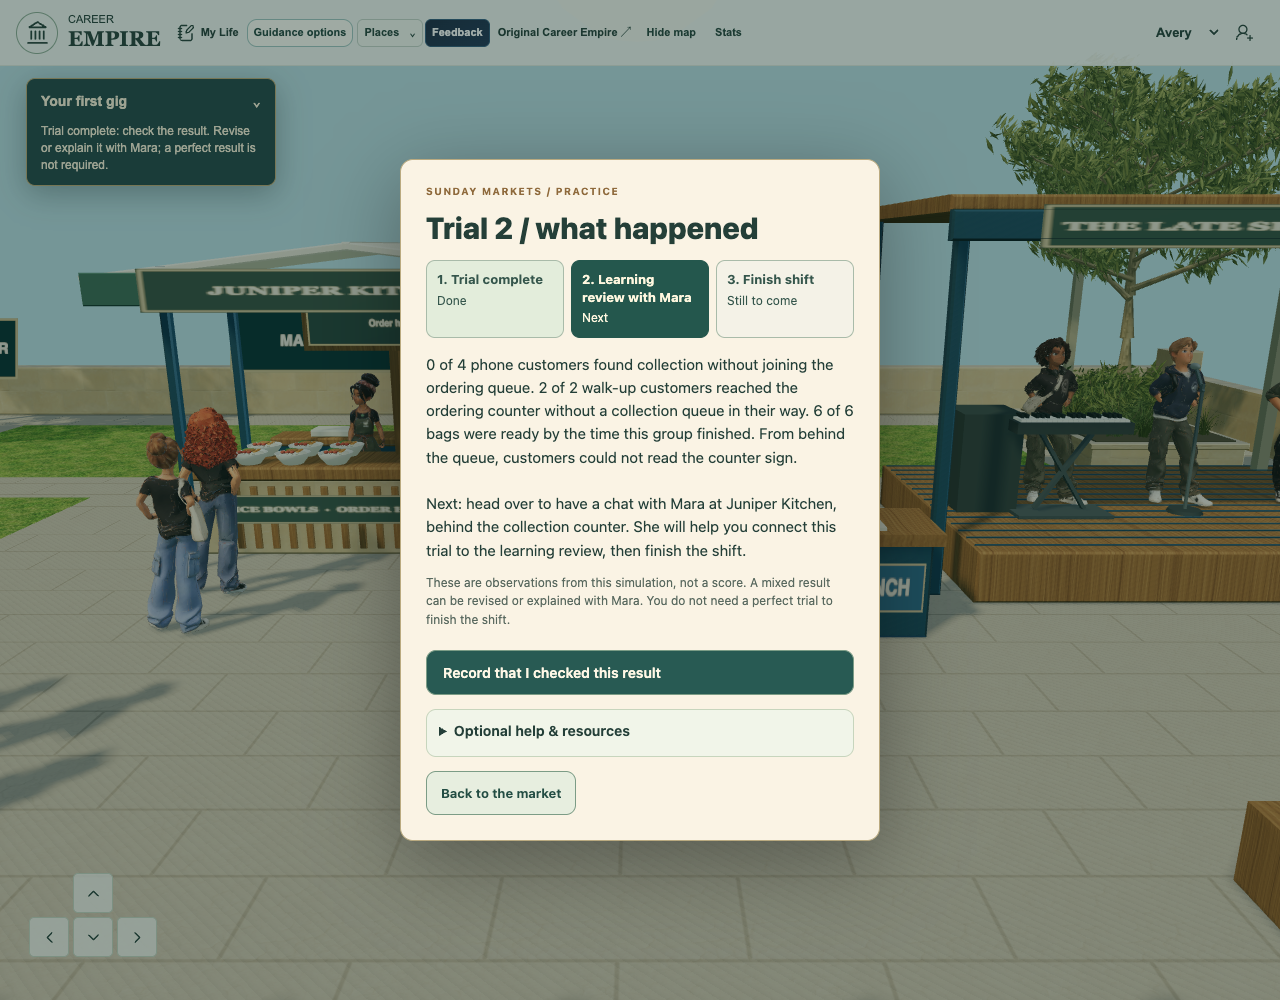 CAREER
EMPIRE
My Life
Guidance options
Places
Feedback
Original Career Empire
Hide map
Stats
Avery
Your first gig
Trial complete: check the result. Revise
or explain it with Mara; a perfect result is
not required.
JUNIPER KIT
Order h
MA
R
ICE BOWLS • ORDER
THE LATE S
NCH
SUNDAY MARKETS / PRACTICE
Trial 2 / what happened
1. Trial complete
Done
2. Learning
review with Mara
Next
3. Finish shift
Still to come
0 of 4 phone customers found collection without joining the
ordering queue. 2 of 2 walk-up customers reached the
ordering counter without a collection queue in their way. 6 of 6
bags were ready by the time this group finished. From behind
the queue, customers could not read the counter sign.
Next: head over to have a chat with Mara at Juniper Kitchen,
behind the collection counter. She will help you connect this
trial to the learning review, then finish the shift.
These are observations from this simulation, not a score. A mixed result
can be revised or explained with Mara. You do not need a perfect trial to
finish the shift.
Record that I checked this result
Optional help & resources
Back to the market